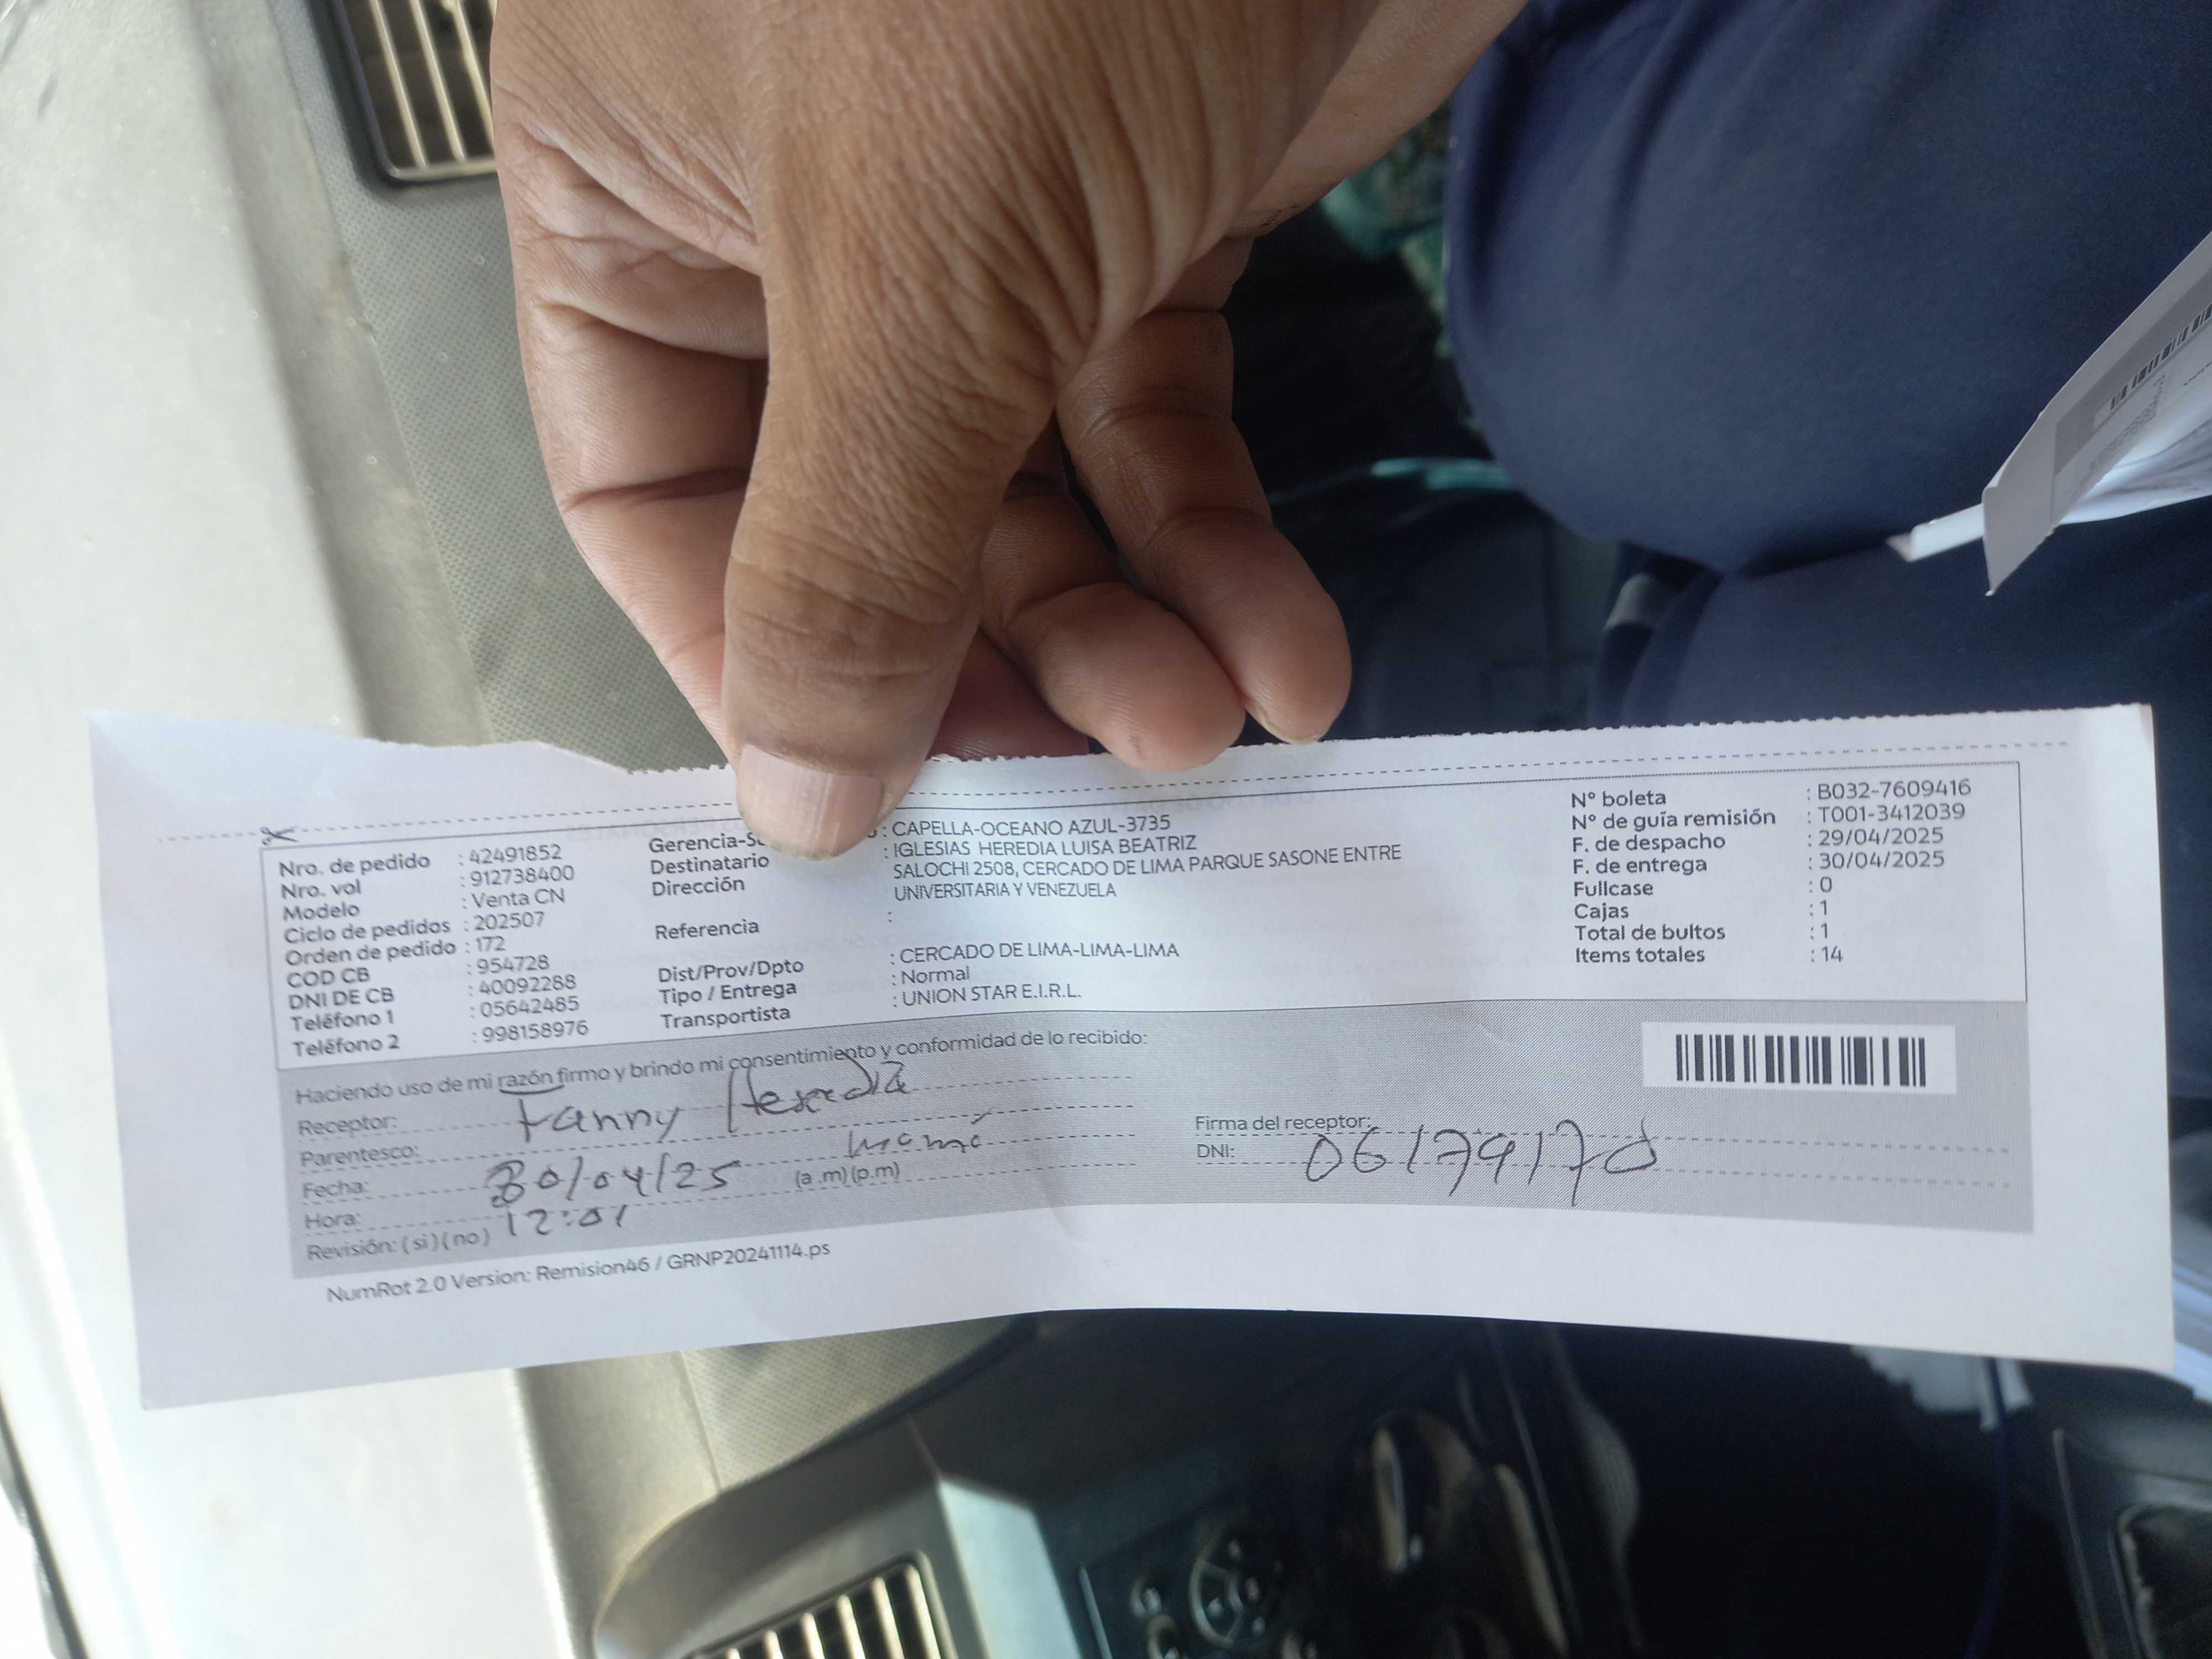 Nro. de pedido : 42491852
Nro. vol : 912738400
Modelo : Venta CN
Ciclo de pedidos : 202507
Orden de pedido : 172
COD CB : 954728
DNI DE CB : 40092288
Teléfono 1 : 05642485
Teléfono 2 : 998158976
Gerencia-S : CAPELLA-OCEANO AZUL-3735
Destinatario : IGLESIAS HEREDIA LUISA BEATRIZ
Dirección SALOCHI 2508, CERCADO DE LIMA PARQUE SASONE ENTRE
UNIVERSITARIA Y VENEZUELA
Referencia :
Dist/Prov/Dpto : CERCADO DE LIMA-LIMA-LIMA
Tipo / Entrega : Normal
Transportista : UNION STAR E.I.R.L.
N° boleta : B032-7609416
N° de guía remisión : T001-3412039
F. de despacho : 29/04/2025
F. de entrega : 30/04/2025
Fullcase : 0
Cajas : 1
Total de bultos : 1
Items totales : 14
Haciendo uso de mi razón firmo y brindo mi consentimiento y conformidad de lo recibido:
Receptor: Fanny Heredia
Parentesco: mamá
Fecha: 30/04/25
Hora: 12:01 (a .m) (p.m)
Revisión: ( si ) ( no )
Firma del receptor:
DNI: 06179170
NumRot 2.0 Version: Remision46 / GRNP20241114.ps